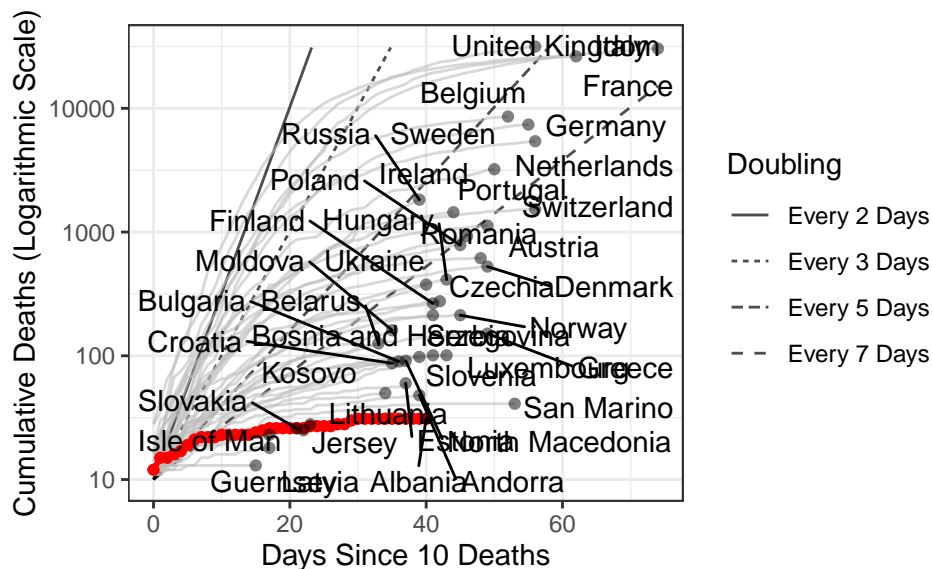 Cumulative Deaths (Logarithmic Scale)
10000
1000
100
10
United Kingdom
Italy
France
Belgium
Germany
Russia
Sweden
Netherlands
Ireland
Poland
Portugal
Switzerland
Finland
Hungary
Romania
Austria
Moldova
Ukraine
Czechia
Denmark
Bulgaria
Belarus
Norway
Croatia
Bosnia and Herzegovina
Serbia
Kosovo
Luxembourg
Greece
Slovenia
Slovakia
Lithuania
San Marino
Isle of Man
Jersey
Estonia
North Macedonia
Guernsey
Latvia
Albania
Andorra
0
20
40
60
Days Since 10 Deaths
Doubling
Every 2 Days
Every 3 Days
Every 5 Days
Every 7 Days